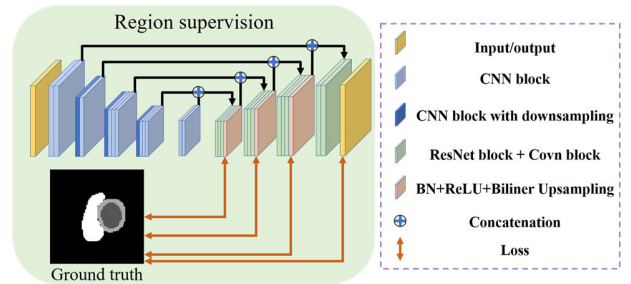 Region supervision
Ground truth
Input/output
CNN block
CNN block with downsampling
ResNet block + Covn block
BN+ReLU+Biliner Upsampling
Concatenation
Loss